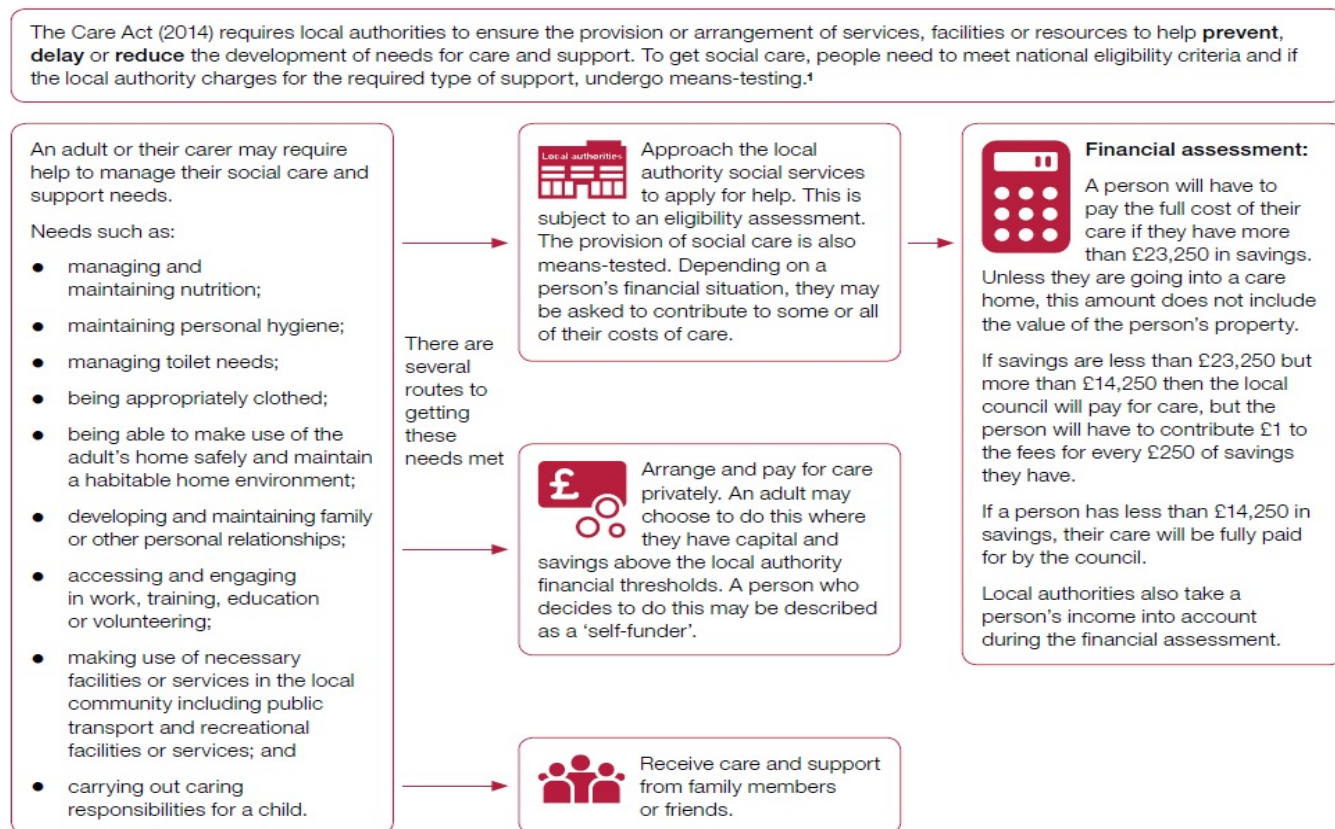 The Care Act (2014) requires local authorities to ensure the provision or arrangement of services, facilities or resources to help prevent,
delay or reduce the development of needs for care and support. To get social care, people need to meet national eligibility criteria and if
the local authority charges for the required type of support, undergo means-testing.¹
An adult or their carer may require
help to manage their social care and
support needs.
Needs such as:
● managing and
maintaining nutrition;
● maintaining personal hygiene;
● managing toilet needs;
● being appropriately clothed;
● being able to make use of the
adult's home safely and maintain
a habitable home environment;
● developing and maintaining family
or other personal relationships;
● accessing and engaging
in work, training, education
or volunteering;
● making use of necessary
facilities or services in the local
community including public
transport and recreational
facilities or services; and
● carrying out caring
responsibilities for a child.
There are
several
routes to
getting
these
needs met
Local authorities
Approach the local
authority social services
to apply for help. This is
subject to an eligibility assessment.
The provision of social care is also
means-tested. Depending on a
person's financial situation, they may
be asked to contribute to some or all
of their costs of care.
£
Arrange and pay for care
privately. An adult may
choose to do this where
they have capital and
savings above the local authority
financial thresholds. A person who
decides to do this may be described
as a 'self-funder'.
Receive care and support
from family members
or friends.
Financial assessment:
A person will have to
pay the full cost of their
care if they have more
than £23,250 in savings.
Unless they are going into a care
home, this amount does not include
the value of the person's property.
If savings are less than £23,250 but
more than £14,250 then the local
council will pay for care, but the
person will have to contribute £1 to
the fees for every £250 of savings
they have.
If a person has less than £14,250 in
savings, their care will be fully paid
for by the council.
Local authorities also take a
person's income into account
during the financial assessment.